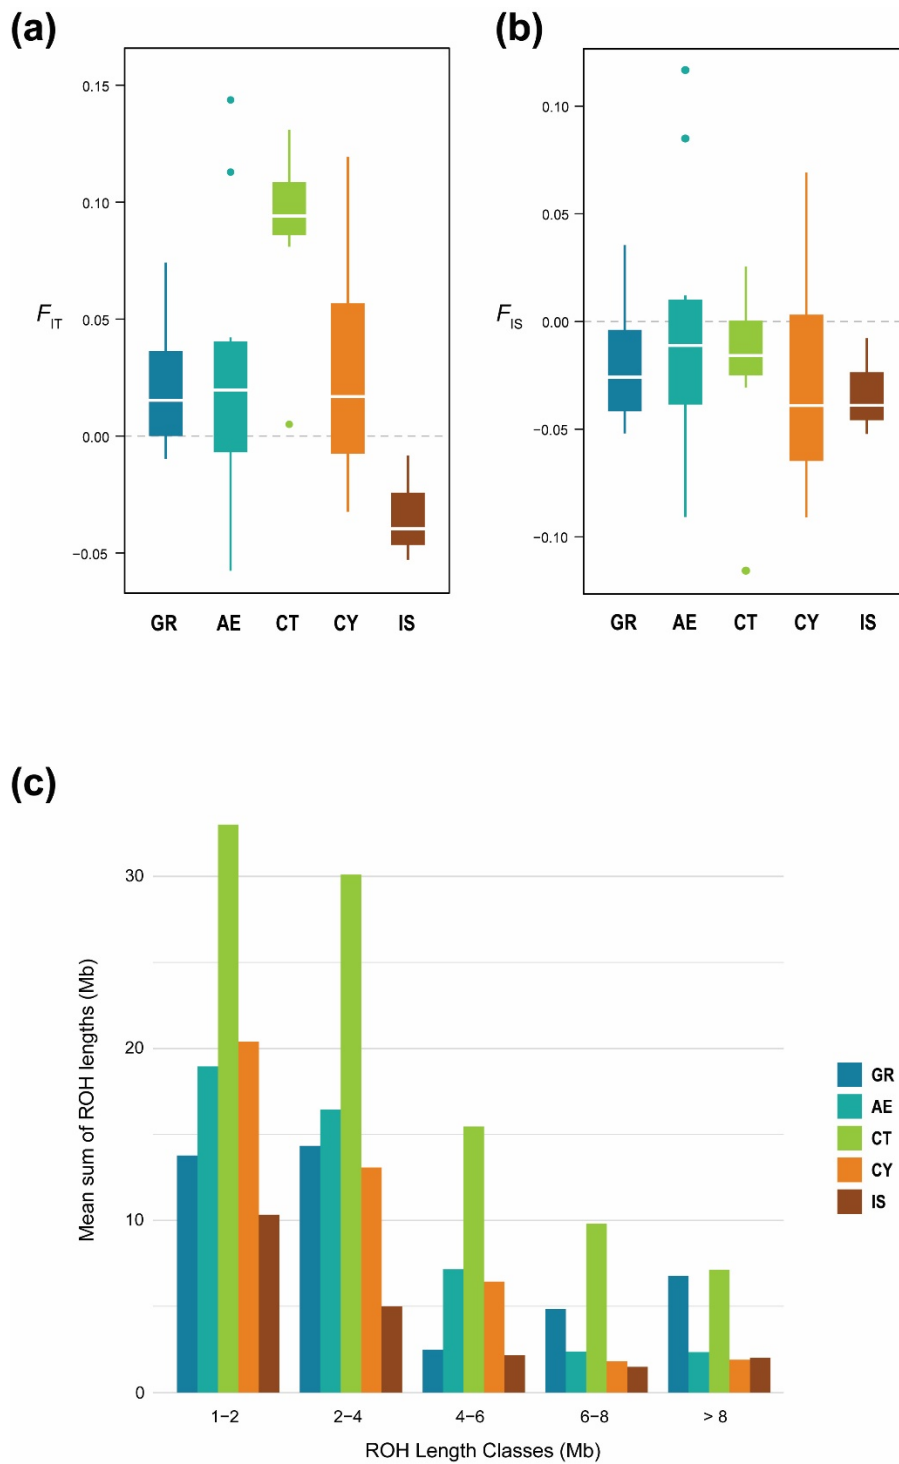 (a)
0.15
0.10
0.05
0.00
−0.05
FIT
GR AE CT CY IS
(b)
0.10
0.05
0.00
−0.05
−0.10
FIS
GR AE CT CY IS
(c)
30
20
10
0
Mean sum of ROH lengths (Mb)
1−2 2−4 4−6 6−8 > 8
ROH Length Classes (Mb)
GR
AE
CT
CY
IS